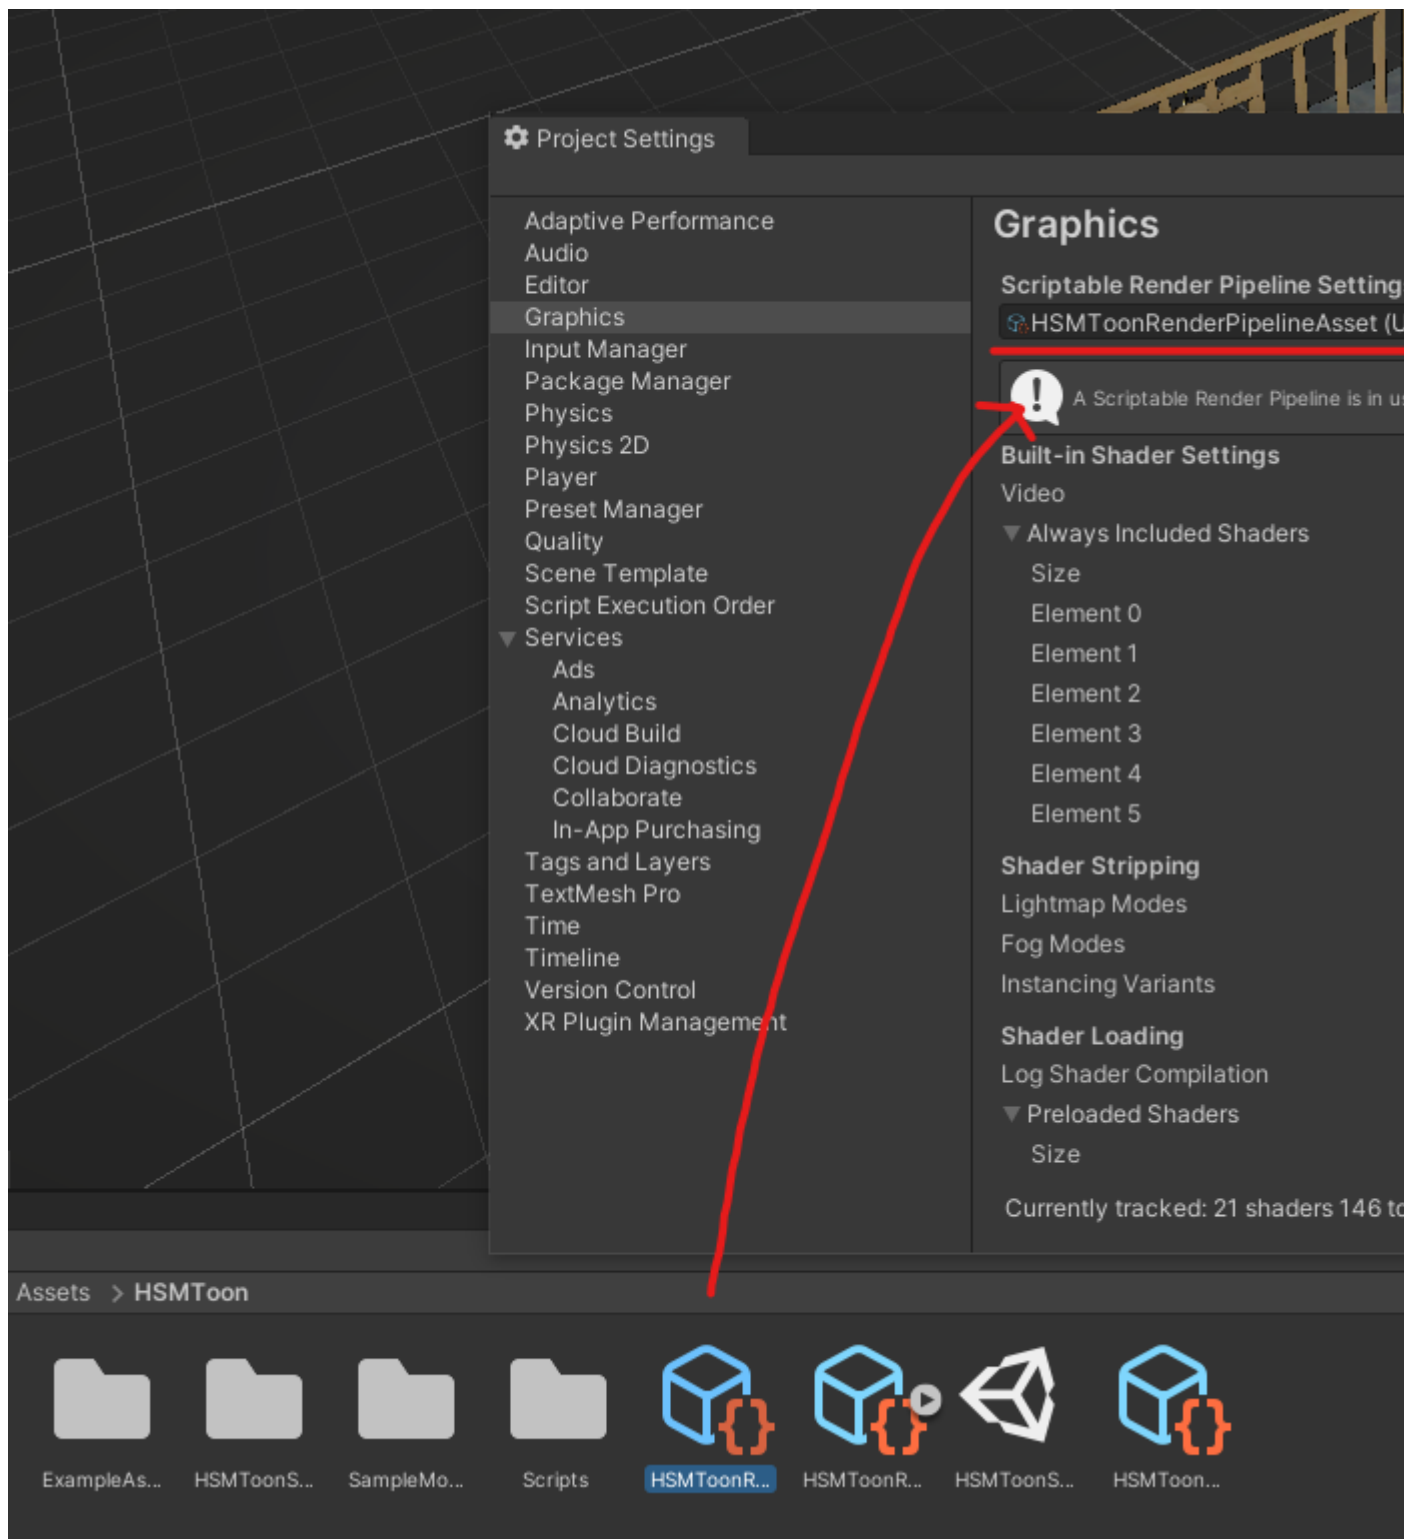 Project Settings
Adaptive Performance
Audio
Editor
Graphics
Input Manager
Package Manager
Physics
Physics 2D
Player
Preset Manager
Quality
Scene Template
Script Execution Order
Services
Ads
Analytics
Cloud Build
Cloud Diagnostics
Collaborate
In-App Purchasing
Tags and Layers
TextMesh Pro
Time
Timeline
Version Control
XR Plugin Management
Graphics
Scriptable Render Pipeline Setting
HSMToonRenderPipelineAsset (U
A Scriptable Render Pipeline is in us
Built-in Shader Settings
Video
Always Included Shaders
Size
Element 0
Element 1
Element 2
Element 3
Element 4
Element 5
Shader Stripping
Lightmap Modes
Fog Modes
Instancing Variants
Shader Loading
Log Shader Compilation
Preloaded Shaders
Size
Currently tracked: 21 shaders 146 to
Assets > HSMToon
ExampleAs... HSMToonS... SampleMo... Scripts HSMToonR... HSMToonR... HSMToonS... HSMToon...